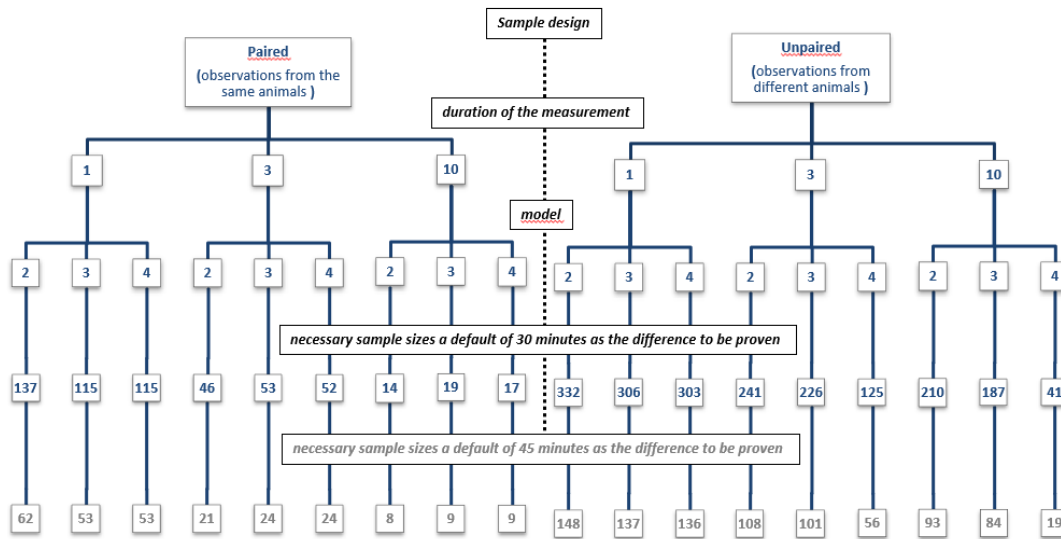 Sample design
Paired
(observations from the
same animals )
Unpaired
(observations from
different animals )
duration of the measurement
1 3 10 1 3 10
model
2 3 4 2 3 4 2 3 4 2 3 4 2 3 4 2 3 4
necessary sample sizes a default of 30 minutes as the difference to be proven
137 115 115 46 53 52 14 19 17 332 306 303 241 226 125 210 187 41
necessary sample sizes a default of 45 minutes as the difference to be proven
62 53 53 21 24 24 8 9 9 148 137 136 108 101 56 93 84 19